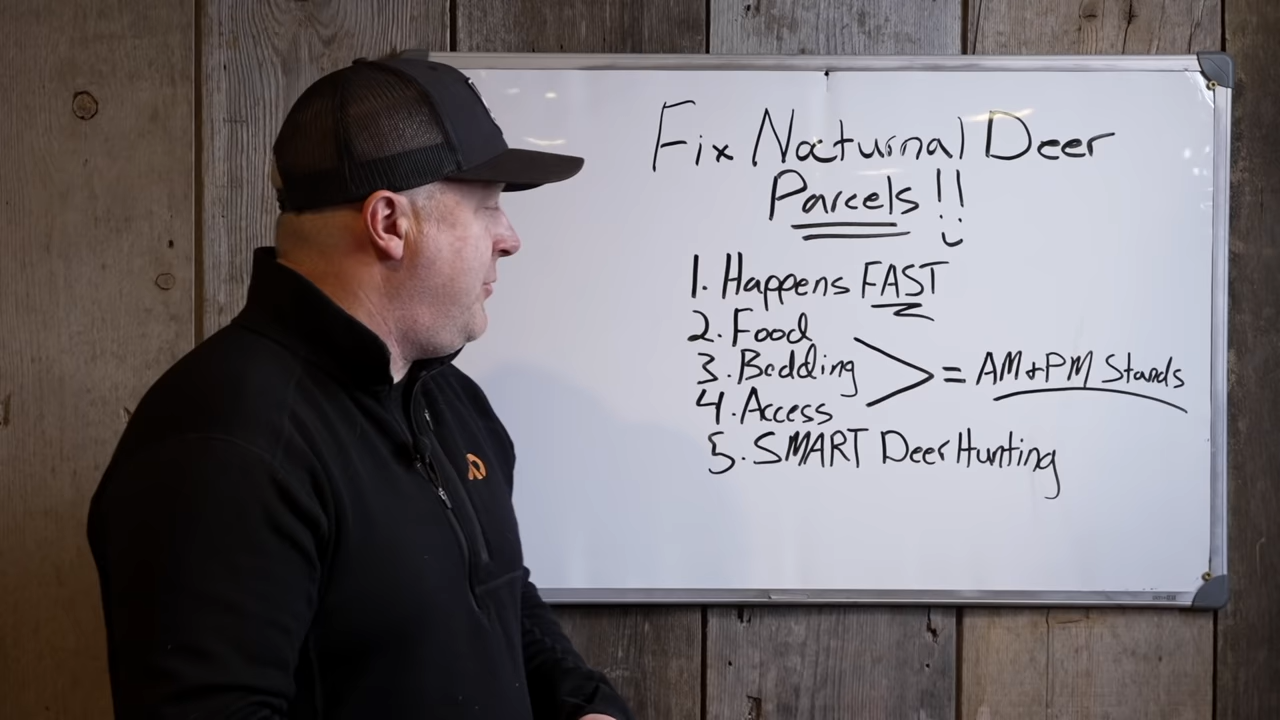 Fix Nocturnal Deer
Parcels!!
1. Happens FAST
2. Food
3. Bedding
4. Access
> = AM + PM Stands
5. SMART Deer Hunting